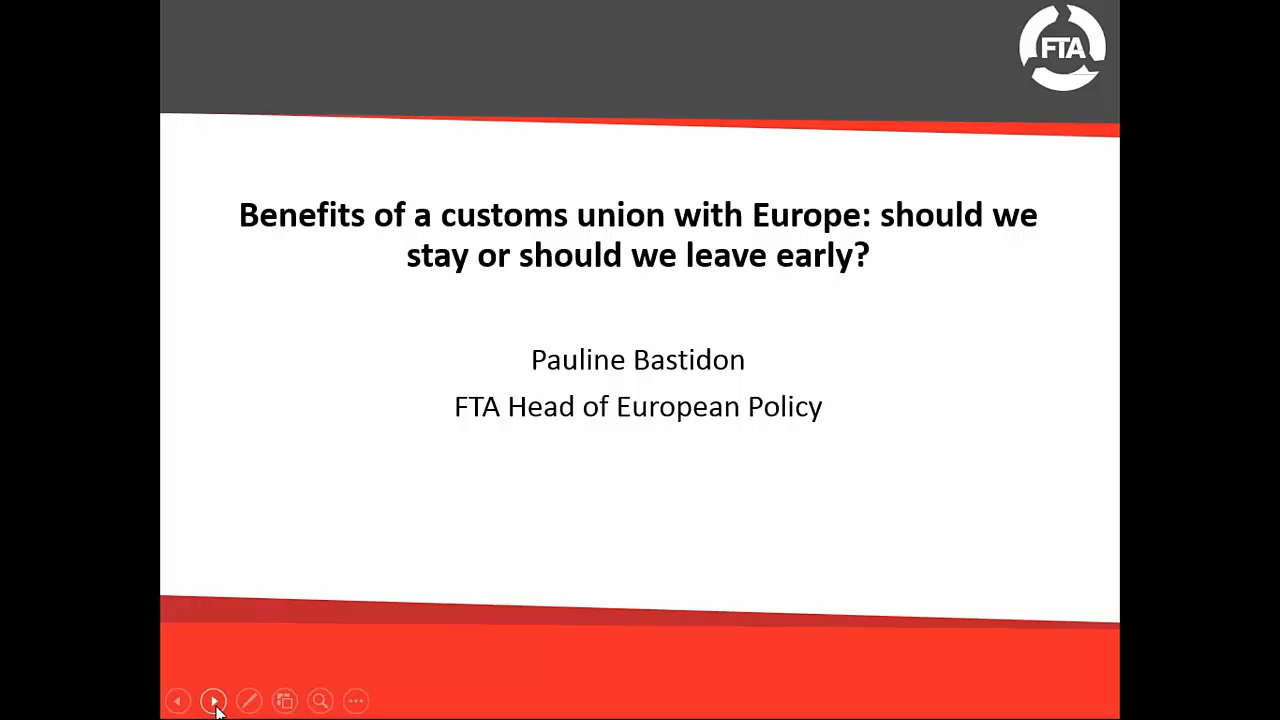 FTA
Benefits of a customs union with Europe: should we
stay or should we leave early?
Pauline Bastidon
FTA Head of European Policy